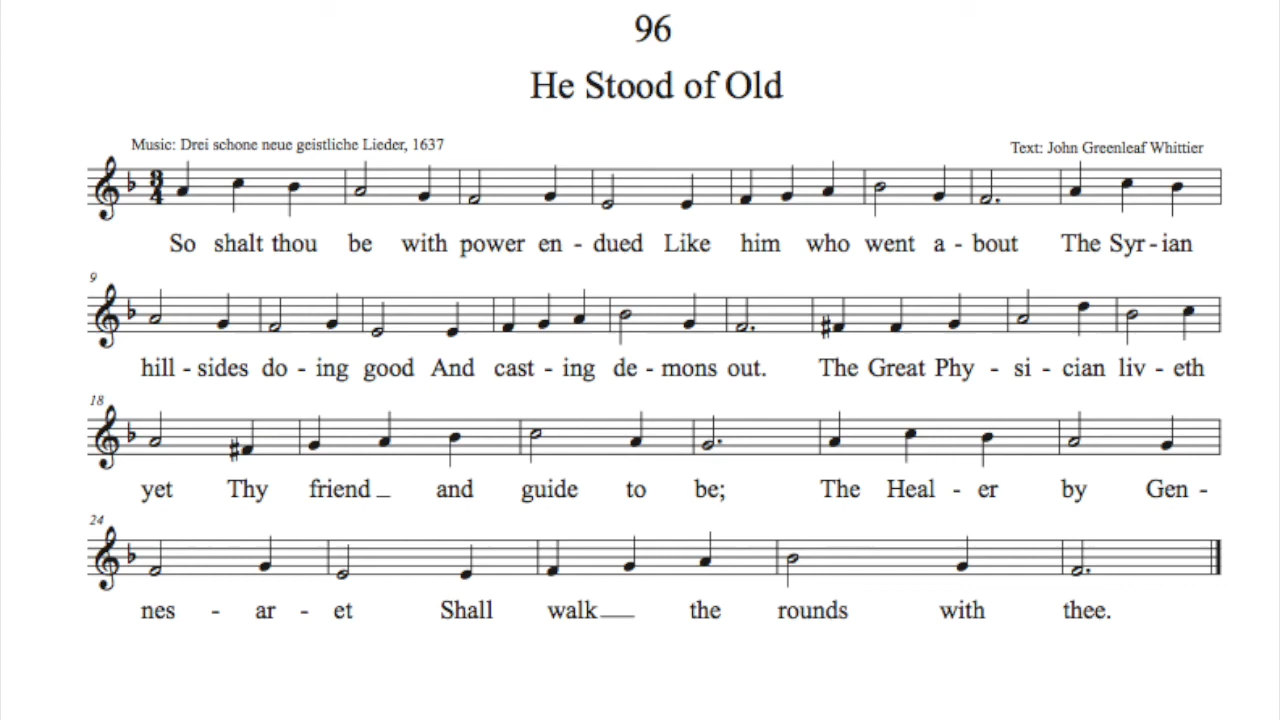 96
He Stood of Old
Music: Drei schone neue geistliche Lieder, 1637
Text: John Greenleaf Whittier
3
4
So shalt thou be with power en - dued Like him who went a - bout The Syr - ian
9
hill - sides do - ing good And cast - ing de - mons out. The Great Phy - si - cian liv - eth
18
yet Thy friend _ and guide to be; The Heal - er by Gen -
24
nes - ar - et Shall walk__ the rounds with thee.